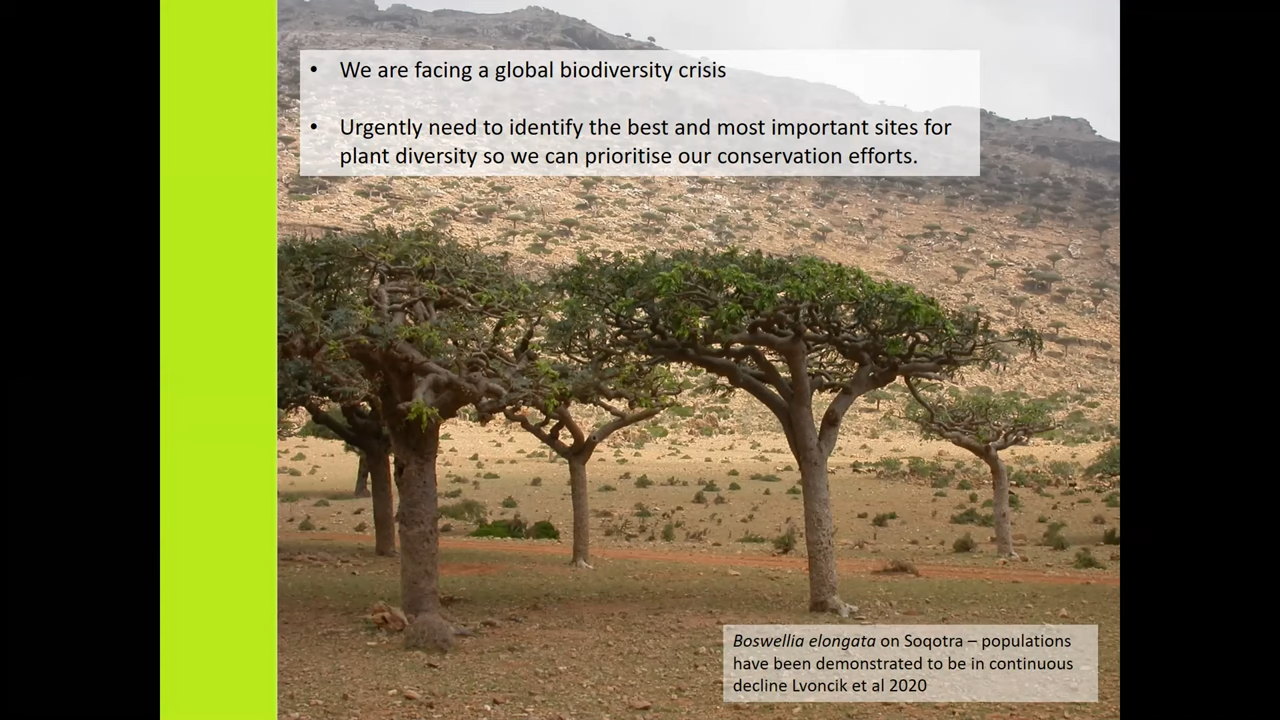 • We are facing a global biodiversity crisis
• Urgently need to identify the best and most important sites for
plant diversity so we can prioritise our conservation efforts.
Boswellia elongata on Soqotra – populations
have been demonstrated to be in continuous
decline Lvoncik et al 2020